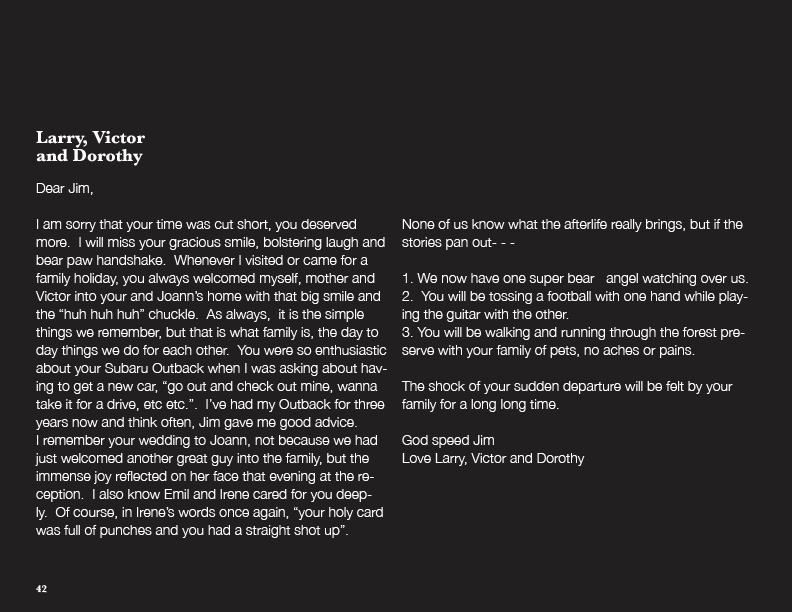 Larry, Victor
and Dorothy
Dear Jim,
I am sorry that your time was cut short, you deserved
more.  I will miss your gracious smile, bolstering laugh and
bear paw handshake.  Whenever I visited or came for a
family holiday, you always welcomed myself, mother and
Victor into your and Joann’s home with that big smile and
the “huh huh huh” chuckle.  As always,  it is the simple
things we remember, but that is what family is, the day to
day things we do for each other.  You were so enthusiastic
about your Subaru Outback when I was asking about hav-
ing to get a new car, “go out and check out mine, wanna
take it for a drive, etc etc.”.  I’ve had my Outback for three
years now and think often, Jim gave me good advice.
I remember your wedding to Joann, not because we had
just welcomed another great guy into the family, but the
immense joy reflected on her face that evening at the re-
ception.  I also know Emil and Irene cared for you deep-
ly.  Of course, in Irene’s words once again, “your holy card
was full of punches and you had a straight shot up”.
None of us know what the afterlife really brings, but if the
stories pan out- - -
1. We now have one super bear   angel watching over us.
2.  You will be tossing a football with one hand while play-
ing the guitar with the other.
3. You will be walking and running through the forest pre-
serve with your family of pets, no aches or pains.
The shock of your sudden departure will be felt by your
family for a long long time.
God speed Jim
Love Larry, Victor and Dorothy
42